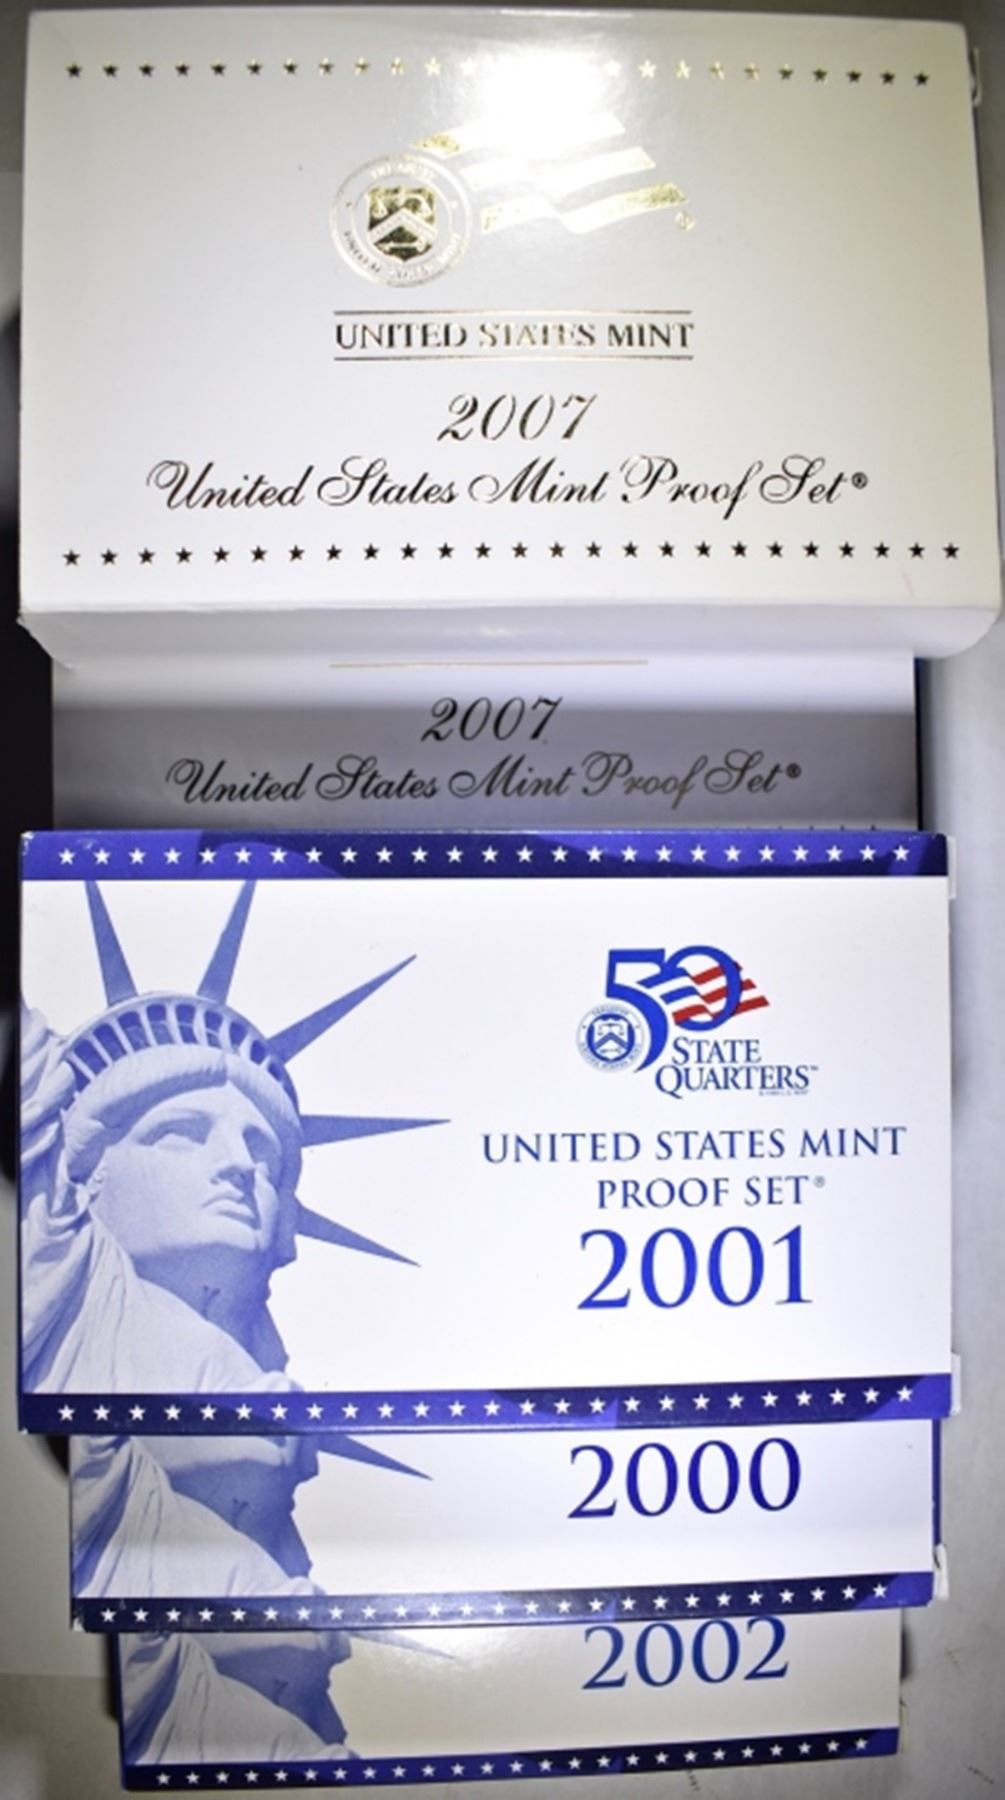 UNITED STATES MINT
2007
United States Mint Proof Set®
2007
United States Mint Proof Set®
50
STATE
QUARTERS™
UNITED STATES MINT
PROOF SET®
2001
2000
2002